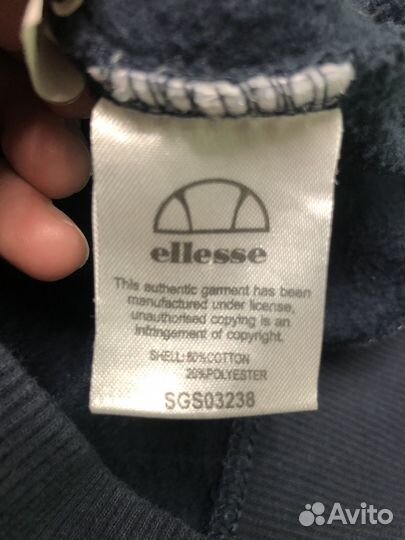 ellesse
This authentic garment has been
manufactured under license,
unauthorised copying is an
infringement of copyright.
SHELL: 80%COTTON
20%POLYESTER
SGS03238
Avito